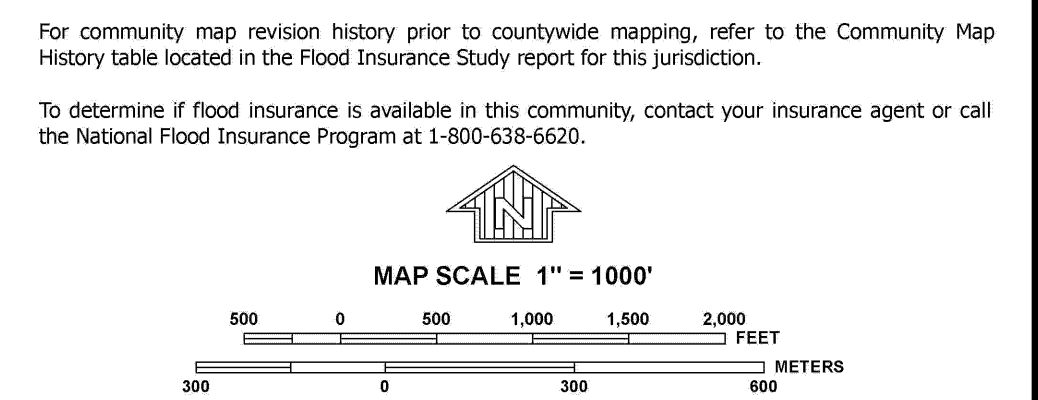 For community map revision history prior to countywide mapping, refer to the Community Map
History table located in the Flood Insurance Study report for this jurisdiction.
To determine if flood insurance is available in this community, contact your insurance agent or call
the National Flood Insurance Program at 1-800-638-6620.
N
MAP SCALE 1" = 1000'
500 0 500 1,000 1,500 2,000
FEET
METERS
300 0 300 600